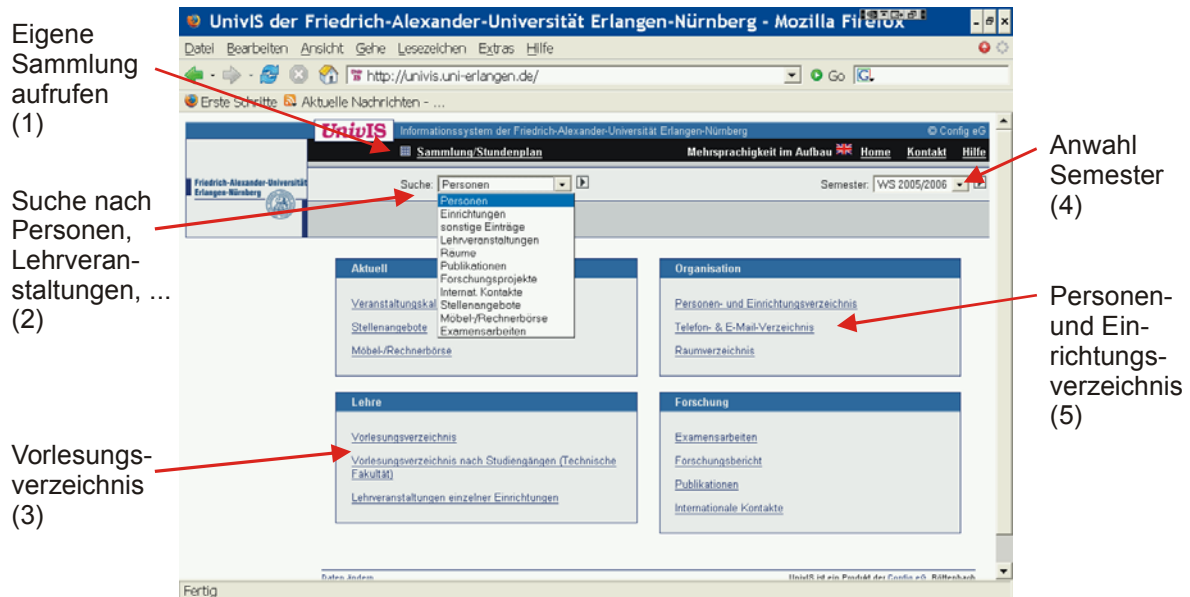 UnivIS der Friedrich-Alexander-Universität Erlangen-Nürnberg - Mozilla Firefox
Datei Bearbeiten Ansicht Gehe Lesezeichen Extras Hilfe
http://univis.uni-erlangen.de/
Go
Erste Schritte Aktuelle Nachrichten - ...
UnivIS Informationssystem der Friedrich-Alexander-Universität Erlangen-Nürnberg © Config eG
Sammlung/Stundenplan Mehrsprachigkeit im Aufbau Home Kontakt Hilfe
Friedrich-Alexander-Universität
Erlangen-Nürnberg
Suche: Personen
Semester: WS 2005/2006
Personen
Einrichtungen
sonstige Einträge
Lehrveranstaltungen
Räume
Publikationen
Forschungsprojekte
Internat. Kontakte
Stellenangebote
Möbel-/Rechnerbörse
Examensarbeiten
Aktuell
Veranstaltungskal
Stellenangebote
Möbel-/Rechnerbörse
Organisation
Personen- und Einrichtungsverzeichnis
Telefon- & E-Mail-Verzeichnis
Raumverzeichnis
Lehre
Vorlesungsverzeichnis
Vorlesungsverzeichnis nach Studiengängen (Technische
Fakultät)
Lehrveranstaltungen einzelner Einrichtungen
Forschung
Examensarbeiten
Forschungsbericht
Publikationen
Internationale Kontakte
Daten ändern
UnivIS ist ein Produkt der Config eG, Röttenbach
Fertig
Eigene
Sammlung
aufrufen
(1)
Suche nach
Personen,
Lehrveran-
staltungen, ...
(2)
Vorlesungs-
verzeichnis
(3)
Anwahl
Semester
(4)
Personen-
und Ein-
richtungs-
verzeichnis
(5)